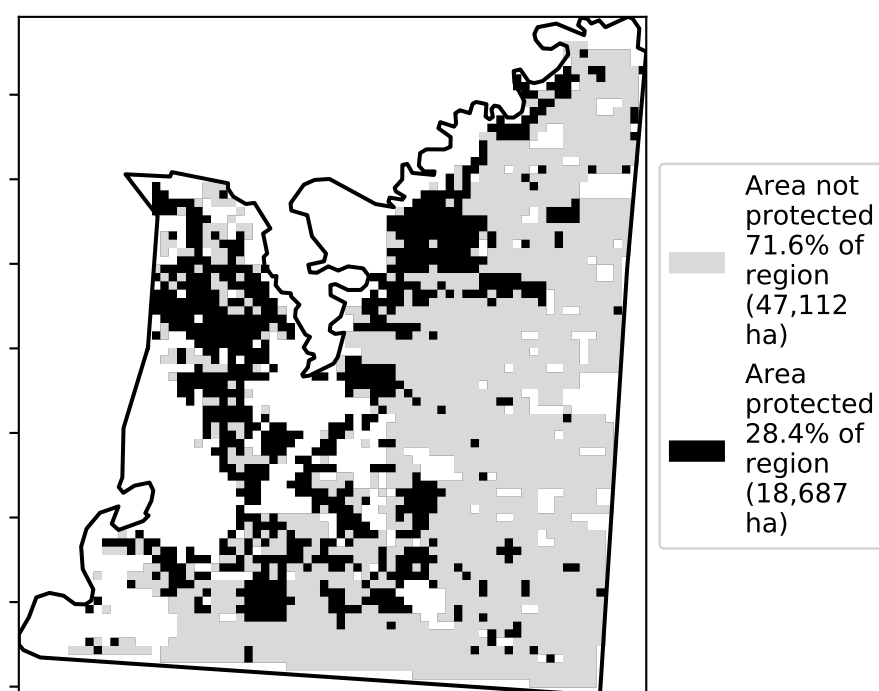 Area not
protected
71.6% of
region
(47,112
ha)
Area
protected
28.4% of
region
(18,687
ha)